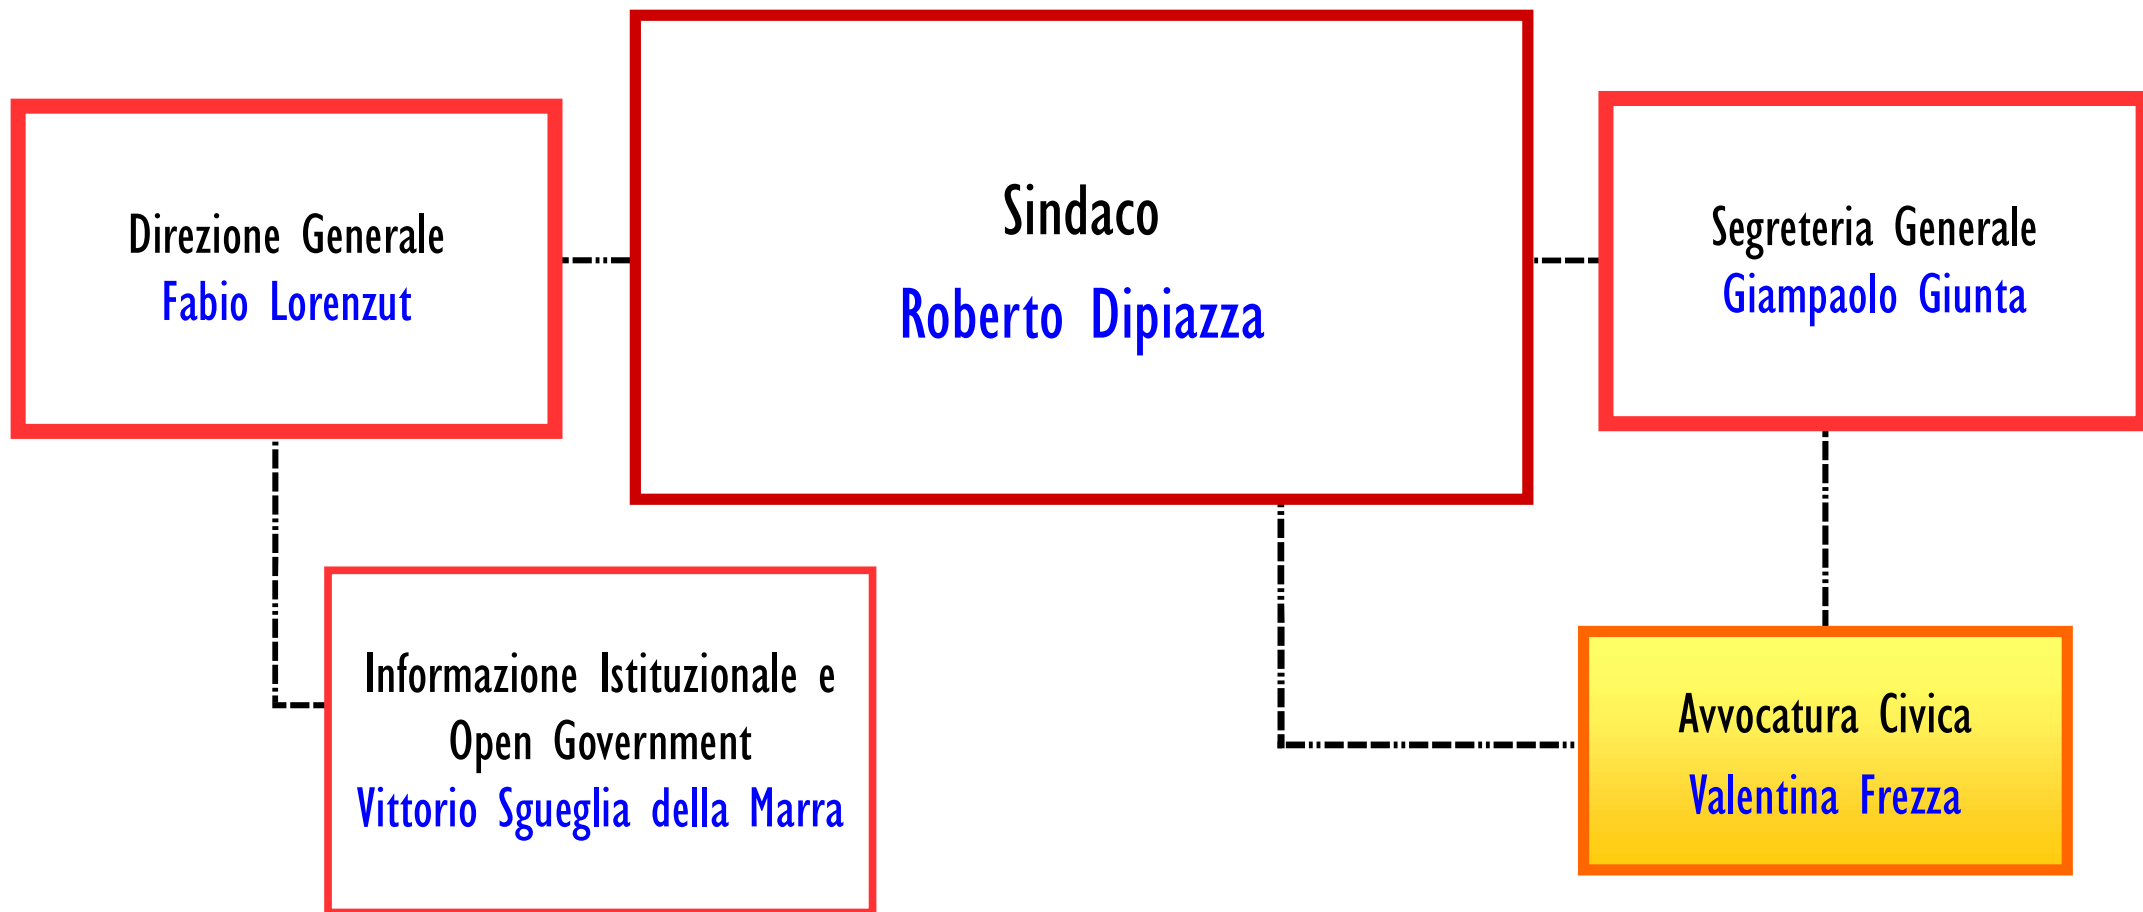 Sindaco
Roberto Dipiazza
Direzione Generale
Fabio Lorenzut
Segreteria Generale
Giampaolo Giunta
Informazione Istituzionale e
Open Government
Vittorio Sgueglia della Marra
Avvocatura Civica
Valentina Frezza